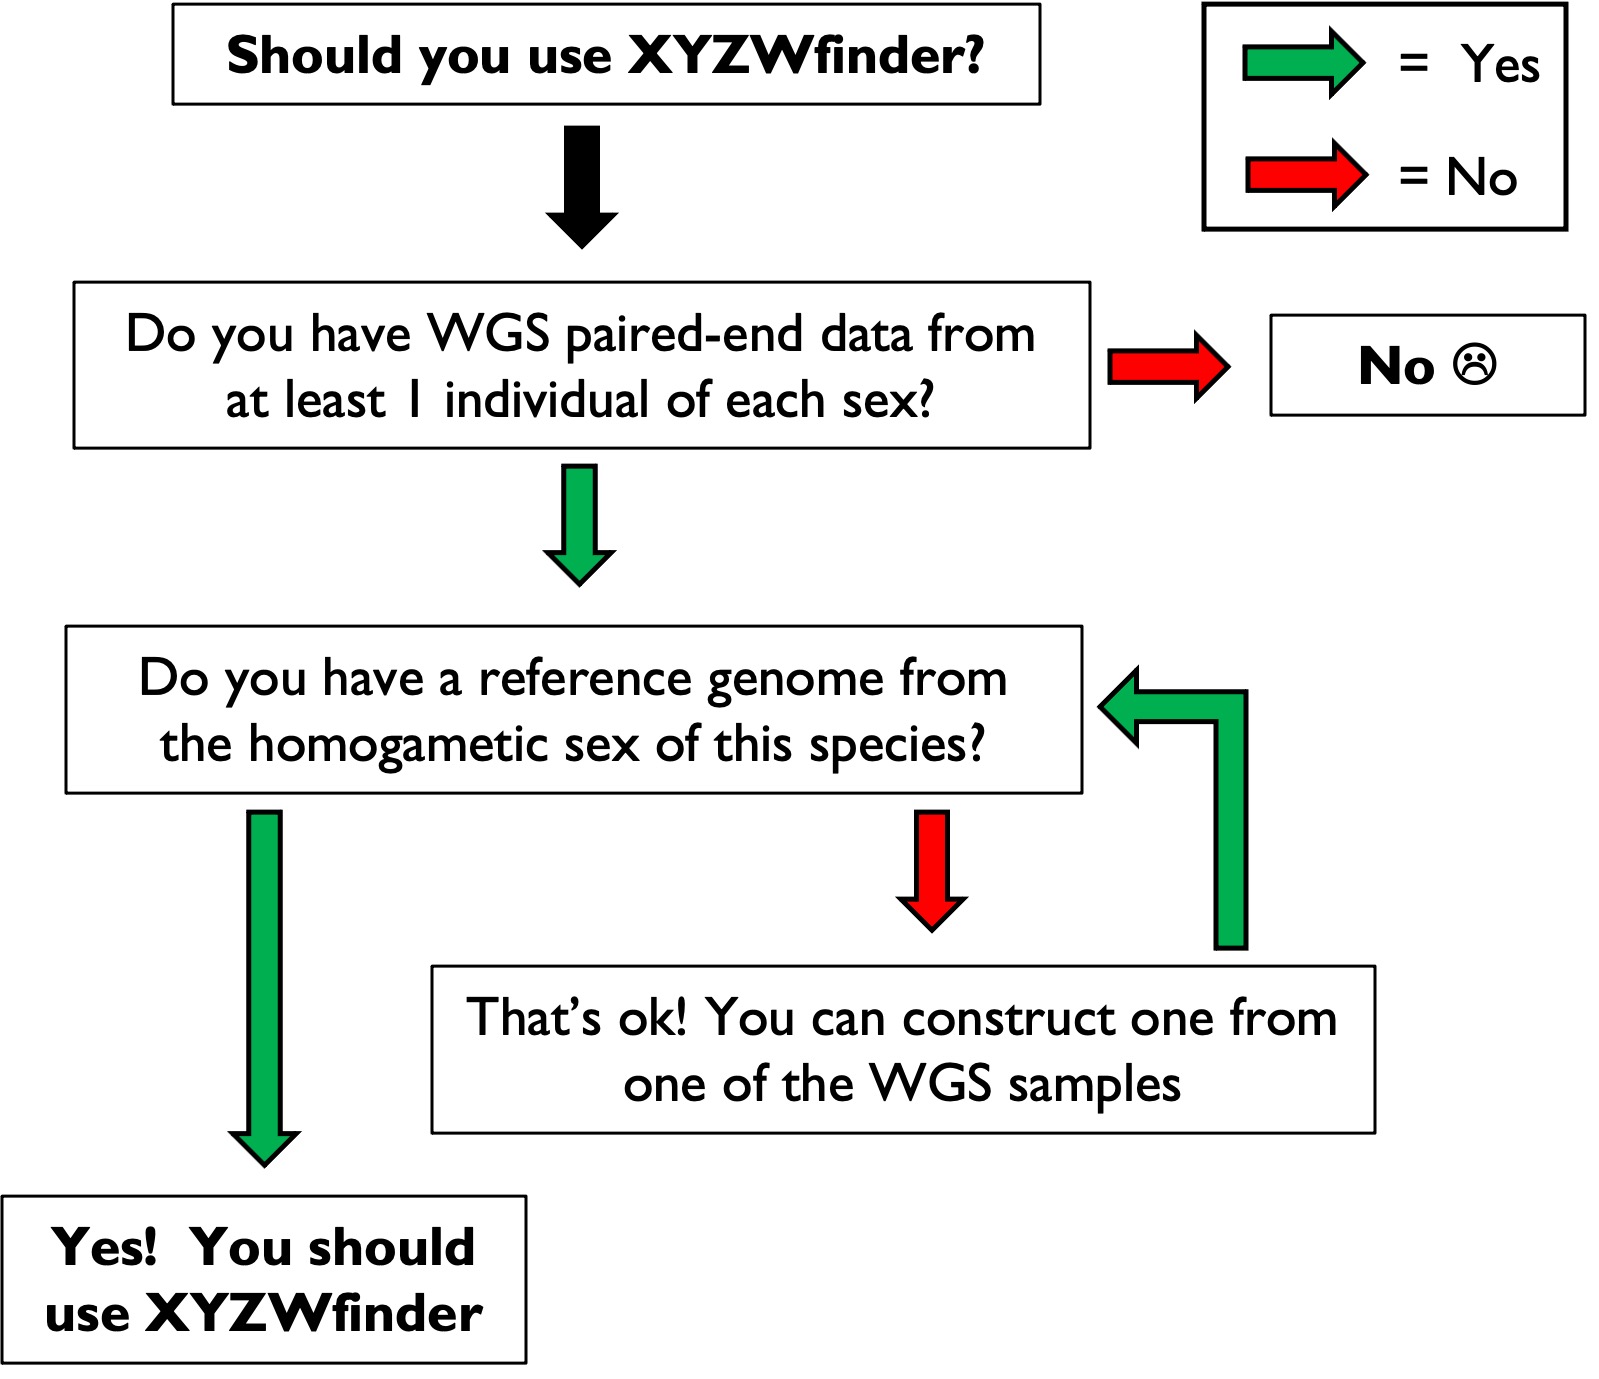 Should you use XYZWfinder?
= Yes
= No
Do you have WGS paired-end data from
at least 1 individual of each sex?
No ☹
Do you have a reference genome from
the homogametic sex of this species?
That’s ok! You can construct one from
one of the WGS samples
Yes! You should
use XYZWfinder